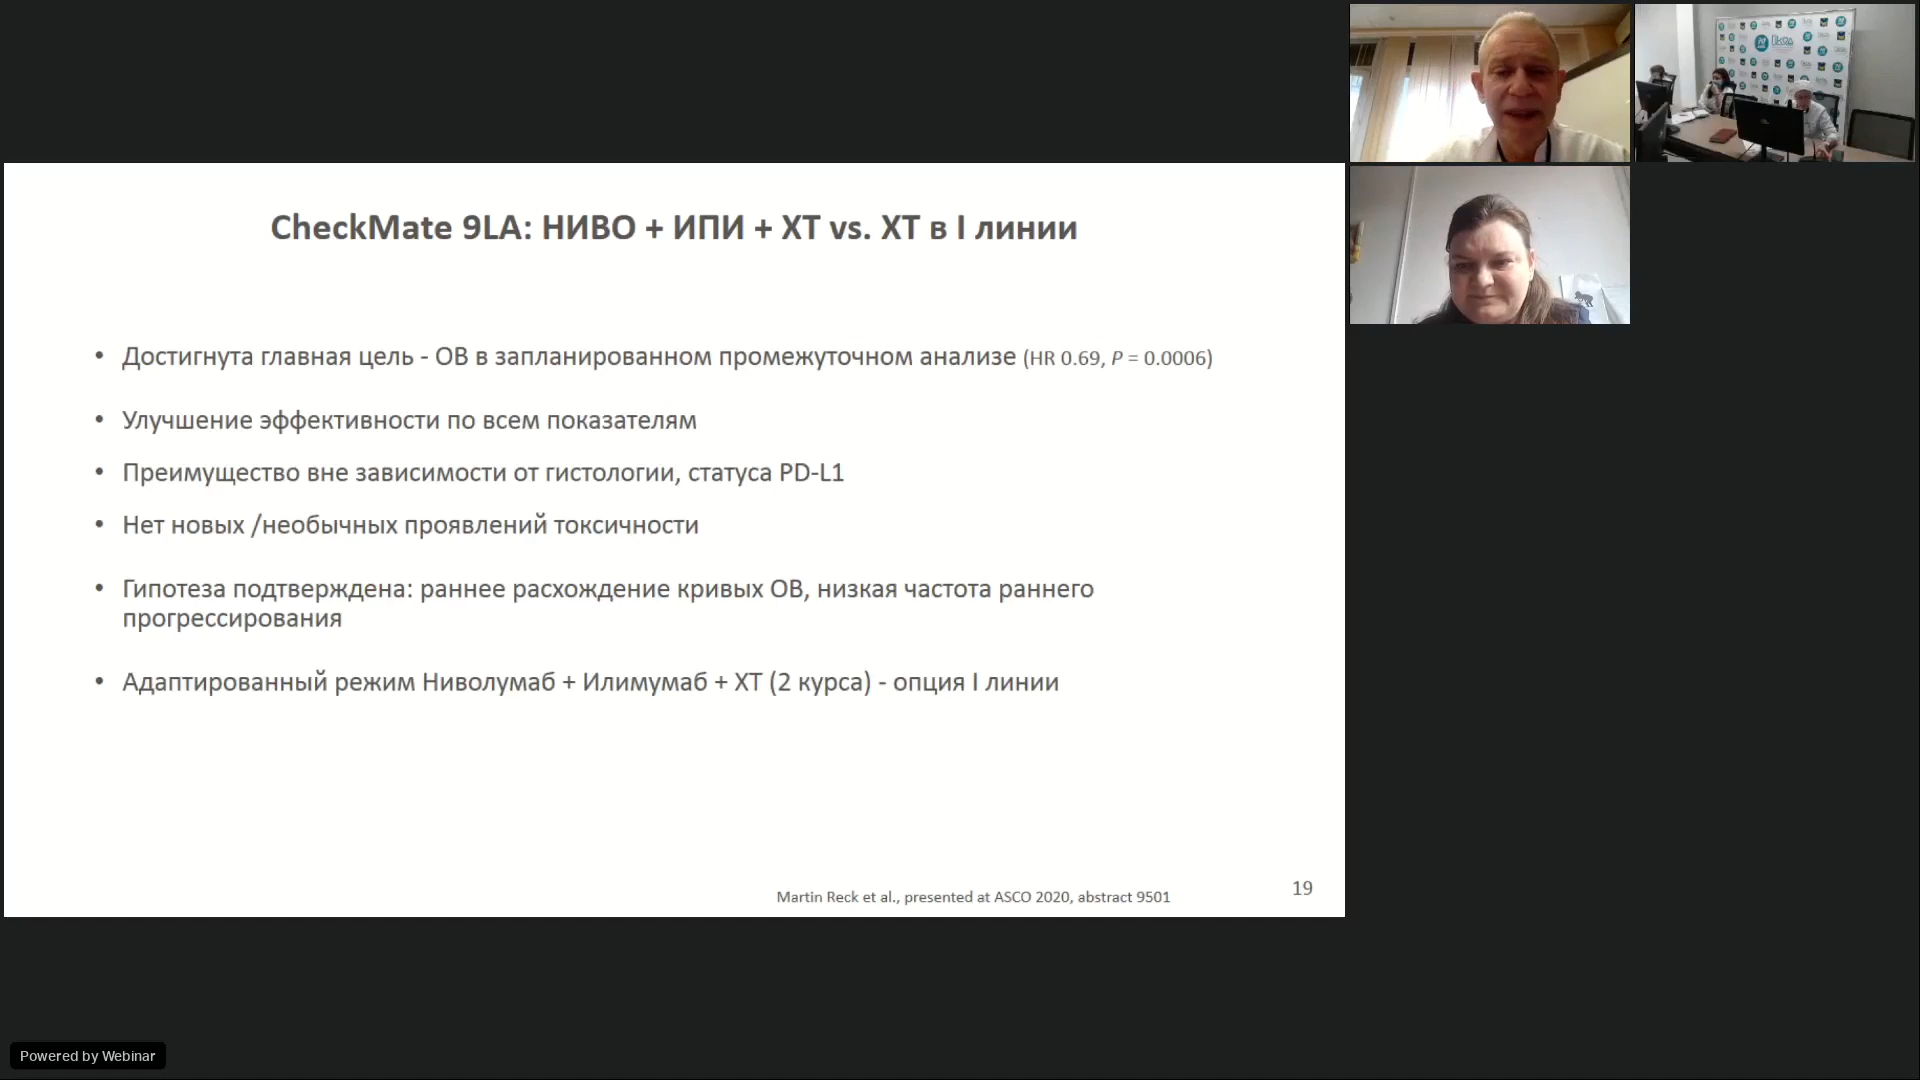 CheckMate 9LA: НИВО + ИПИ + ХТ vs. ХТ в I линии
• Достигнута главная цель - ОВ в запланированном промежуточном анализе (HR 0.69, P = 0.0006)
• Улучшение эффективности по всем показателям
• Преимущество вне зависимости от гистологии, статуса PD-L1
• Нет новых /необычных проявлений токсичности
• Гипотеза подтверждена: раннее расхождение кривых ОВ, низкая частота раннего
прогрессирования
• Адаптированный режим Ниволумаб + Илимумаб + ХТ (2 курса) - опция I линии
Martin Reck et al., presented at ASCO 2020, abstract 9501
19
Powered by Webinar